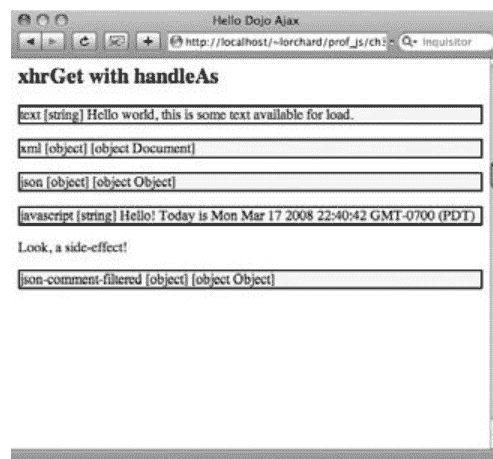 Hello Dojo Ajax
http://localhost/~lorchard/prof_js/ch
Inquisitor
xhrGet with handleAs
text [string] Hello world, this is some text available for load.
xml [object] [object Document]
json [object] [object Object]
javascript [string] Hello! Today is Mon Mar 17 2008 22:40:42 GMT-0700 (PDT)
Look, a side-effect!
json-comment-filtered [object] [object Object]